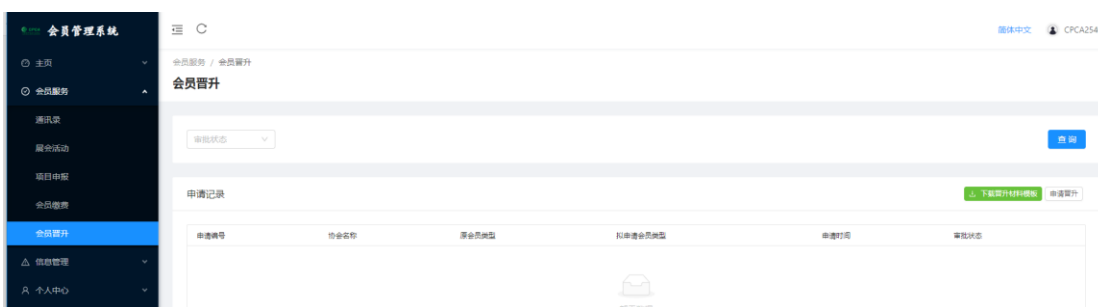 会员管理系统
简体中文
CPCA254
主页
会员服务
通讯录
展会活动
项目申报
会员缴费
会员晋升
信息管理
个人中心
会员服务 / 会员晋升
会员晋升
审批状态
查 询
申请记录
下载晋升材料模板
申请晋升
申请编号 协会名称 原会员类型 拟申请会员类型 申请时间 审批状态